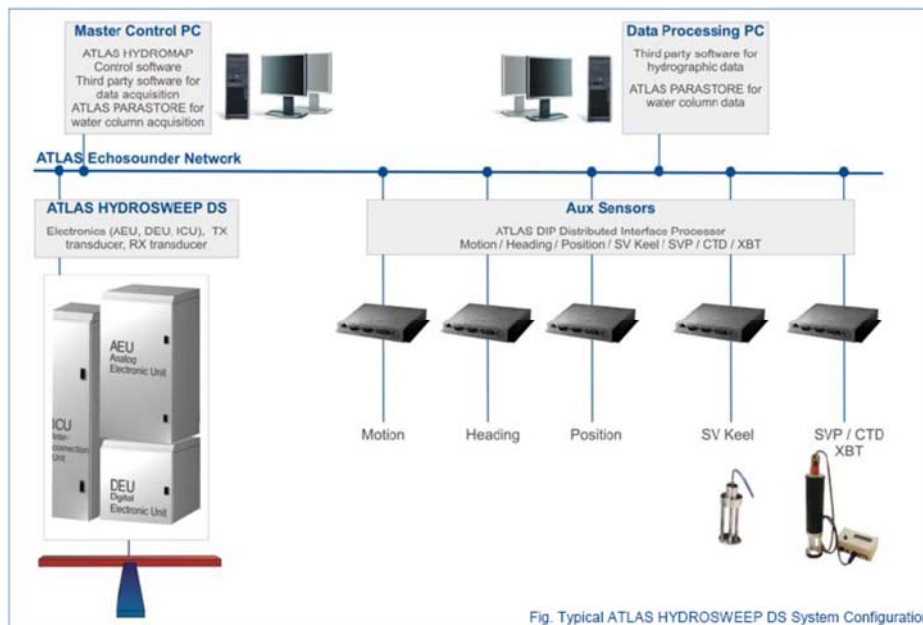 Master Control PC
ATLAS HYDROMAP
Control software
Third party software for
data acquisition
ATLAS PARASTORE for
water column acquisition
Data Processing PC
Third party software for
hydrographic data
ATLAS PARASTORE for
water column data
ATLAS Echosounder Network
ATLAS HYDROSWEEP DS
Electronics (AEU, DEU, ICU), TX
transducer, RX transducer
Aux Sensors
ATLAS DIP Distributed Interface Processor
Motion / Heading / Position / SV Keel / SVP / CTD / XBT
AEU
Analog
Electronic Unit
ICU
Inter-
connection
Unit
DEU
Digital
Electronic Unit
Motion
Heading
Position
SV Keel
SVP / CTD
XBT
Fig. Typical ATLAS HYDROSWEEP DS System Configuratio